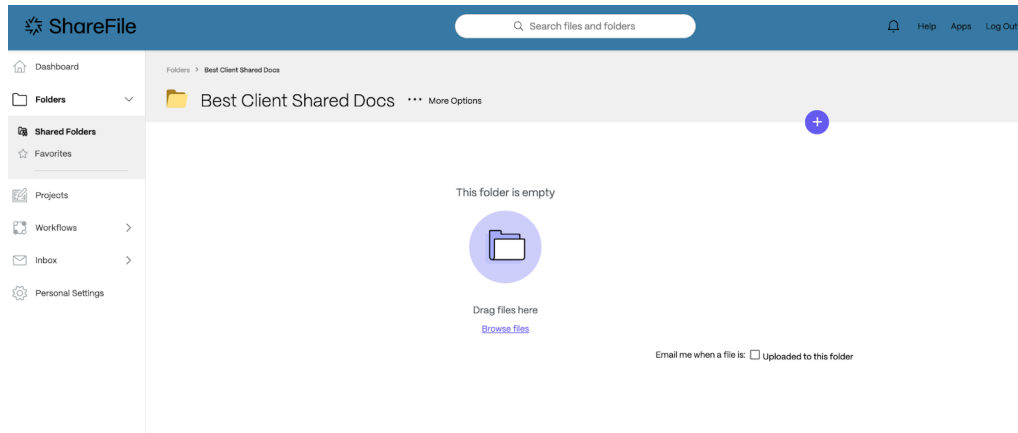 ShareFile
Search files and folders
Help Apps Log Out
Dashboard
Folders
Shared Folders
Favorites
Projects
Workflows
Inbox
Personal Settings
Folders > Best Client Shared Docs
Best Client Shared Docs ··· More Options
+
This folder is empty
Drag files here
Browse files
Email me when a file is: Uploaded to this folder